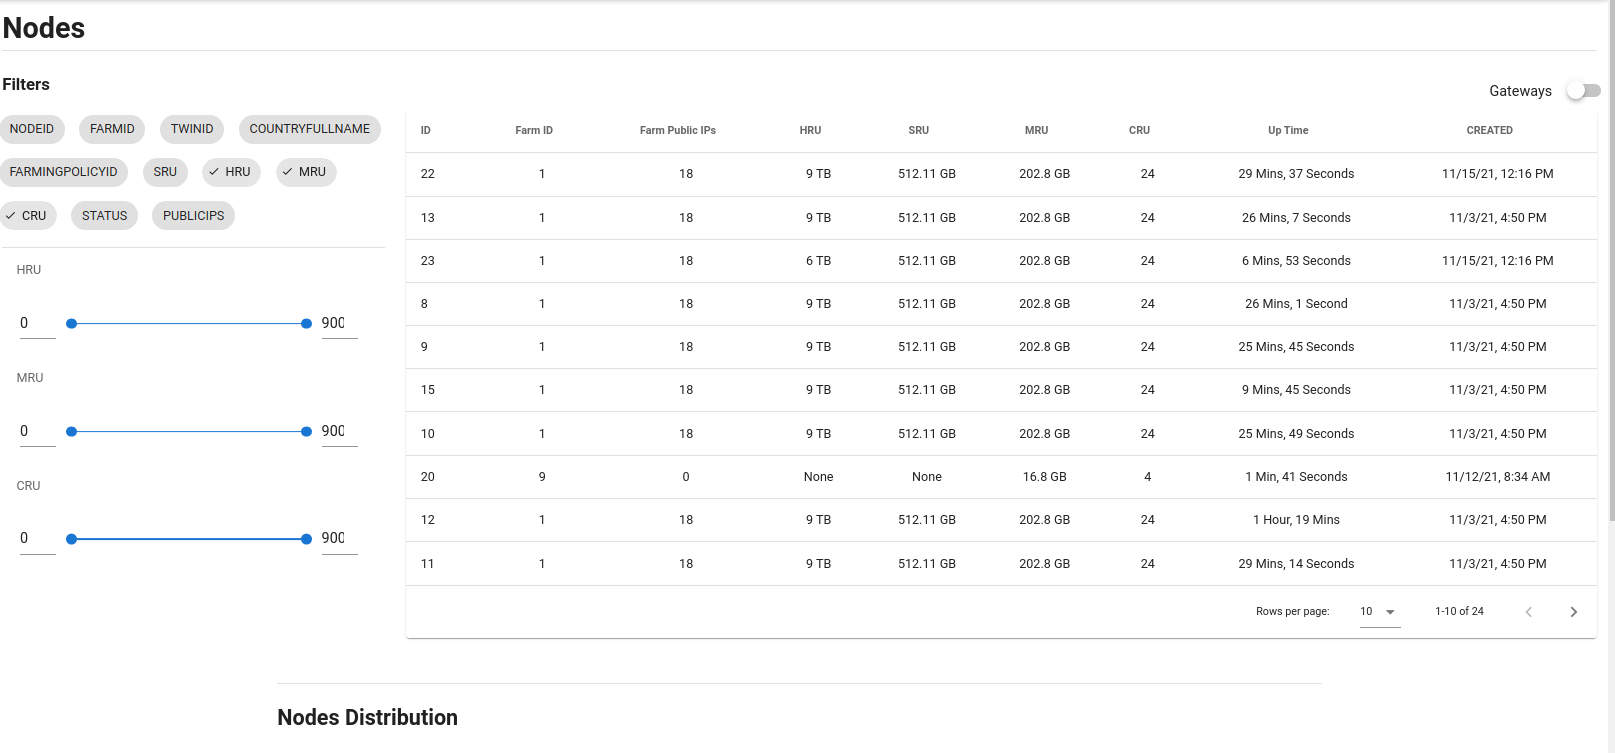 Nodes
Filters
Gateways
NODEID FARMID TWINID COUNTRYFULLNAME
FARMINGPOLICYID SRU HRU MRU
CRU STATUS PUBLICIPS
HRU
0 900
MRU
0 900
CRU
0 900
ID Farm ID Farm Public IPs HRU SRU MRU CRU Up Time CREATED
22 1 18 9 TB 512.11 GB 202.8 GB 24 29 Mins, 37 Seconds 11/15/21, 12:16 PM
13 1 18 9 TB 512.11 GB 202.8 GB 24 26 Mins, 7 Seconds 11/3/21, 4:50 PM
23 1 18 6 TB 512.11 GB 202.8 GB 24 6 Mins, 53 Seconds 11/15/21, 12:16 PM
8 1 18 9 TB 512.11 GB 202.8 GB 24 26 Mins, 1 Second 11/3/21, 4:50 PM
9 1 18 9 TB 512.11 GB 202.8 GB 24 25 Mins, 45 Seconds 11/3/21, 4:50 PM
15 1 18 9 TB 512.11 GB 202.8 GB 24 9 Mins, 45 Seconds 11/3/21, 4:50 PM
10 1 18 9 TB 512.11 GB 202.8 GB 24 25 Mins, 49 Seconds 11/3/21, 4:50 PM
20 9 0 None None 16.8 GB 4 1 Min, 41 Seconds 11/12/21, 8:34 AM
12 1 18 9 TB 512.11 GB 202.8 GB 24 1 Hour, 19 Mins 11/3/21, 4:50 PM
11 1 18 9 TB 512.11 GB 202.8 GB 24 29 Mins, 14 Seconds 11/3/21, 4:50 PM
Rows per page: 10 1-10 of 24
Nodes Distribution